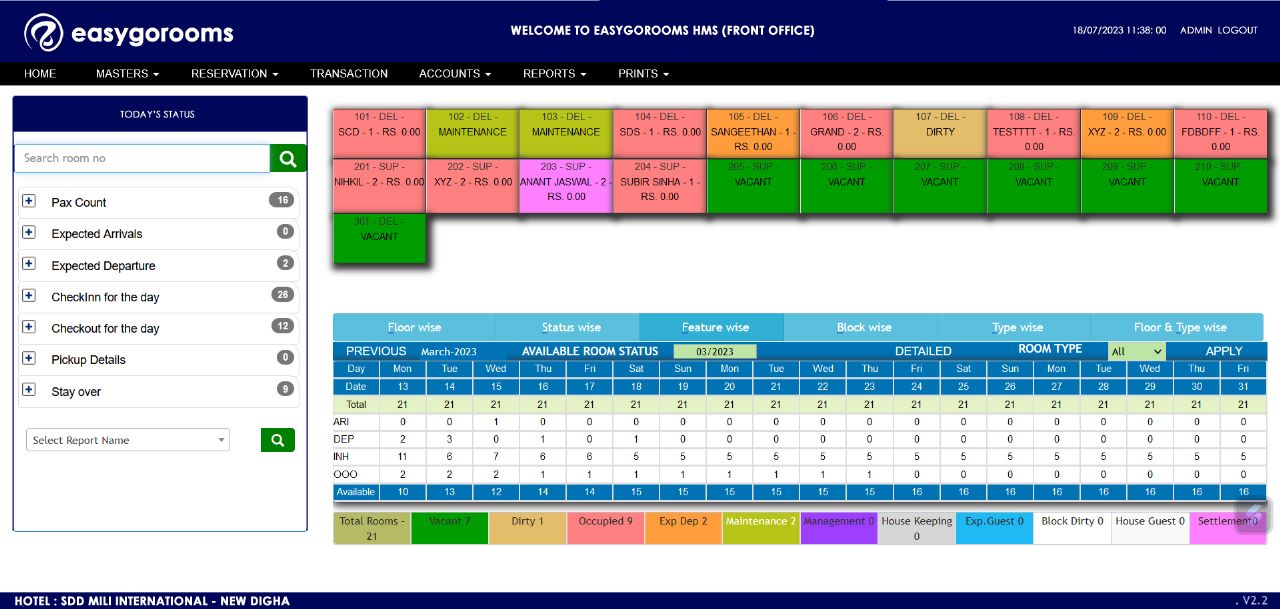 easygorooms
WELCOME TO EASYGOROOMS HMS (FRONT OFFICE)
18/07/2023 11:38: 00 ADMIN LOGOUT
HOME MASTERS RESERVATION TRANSACTION ACCOUNTS REPORTS PRINTS
TODAY'S STATUS
Search room no
Pax Count 16
Expected Arrivals 0
Expected Departure 2
CheckInn for the day 26
Checkout for the day 12
Pickup Details 0
Stay over 9
Select Report Name
101 - DEL -
SCD - 1 - RS. 0.00
102 - DEL -
MAINTENANCE
103 - DEL -
MAINTENANCE
104 - DEL -
SDS - 1 - RS. 0.00
105 - DEL -
SANGEETHAN - 1 -
RS. 0.00
106 - DEL -
GRAND - 2 - RS.
0.00
107 - DEL -
DIRTY
108 - DEL -
TESTTTT - 1 - RS.
0.00
109 - DEL -
XYZ - 2 - RS. 0.00
110 - DEL -
FDBDFF - 1 - RS.
0.00
201 - SUP -
NIHKIL - 2 - RS. 0.00
202 - SUP -
XYZ - 2 - RS. 0.00
203 - SUP -
ANANT JASWAL - 2 -
RS. 0.00
204 - SUP -
SUBIR SINHA - 1 -
RS. 0.00
205 - SUP -
VACANT
206 - SUP -
VACANT
207 - SUP -
VACANT
208 - SUP -
VACANT
209 - SUP -
VACANT
210 - SUP -
VACANT
301 - DEL -
VACANT
Floor wise Status wise Feature wise Block wise Type wise Floor & Type wise
PREVIOUS March-2023 AVAILABLE ROOM STATUS 03/2023 DETAILED ROOM TYPE All APPLY
Day Mon Tue Wed Thu Fri Sat Sun Mon Tue Wed Thu Fri Sat Sun Mon Tue Wed Thu Fri
Date 13 14 15 16 17 18 19 20 21 22 23 24 25 26 27 28 29 30 31
Total 21 21 21 21 21 21 21 21 21 21 21 21 21 21 21 21 21 21 21
ARI 0 0 1 0 0 0 0 0 0 0 0 0 0 0 0 0 0 0 0
DEP 2 3 0 1 0 1 0 0 0 0 0 0 0 0 0 0 0 0 0
INH 11 6 7 6 6 5 5 5 5 5 5 5 5 5 5 5 5 5 5
OOO 2 2 2 1 1 1 1 1 1 1 1 0 0 0 0 0 0 0 0
Available 10 13 12 14 14 15 15 15 15 15 15 16 16 16 16 16 16 16 16
Total Rooms -
21
Vacant 7
Dirty 1
Occupied 9
Exp Dep 2
Maintenance 2
Management 0
House Keeping
0
Exp.Guest 0
Block Dirty 0
House Guest 0
Settlement0
HOTEL : SDD MILI INTERNATIONAL - NEW DIGHA
. V2.2